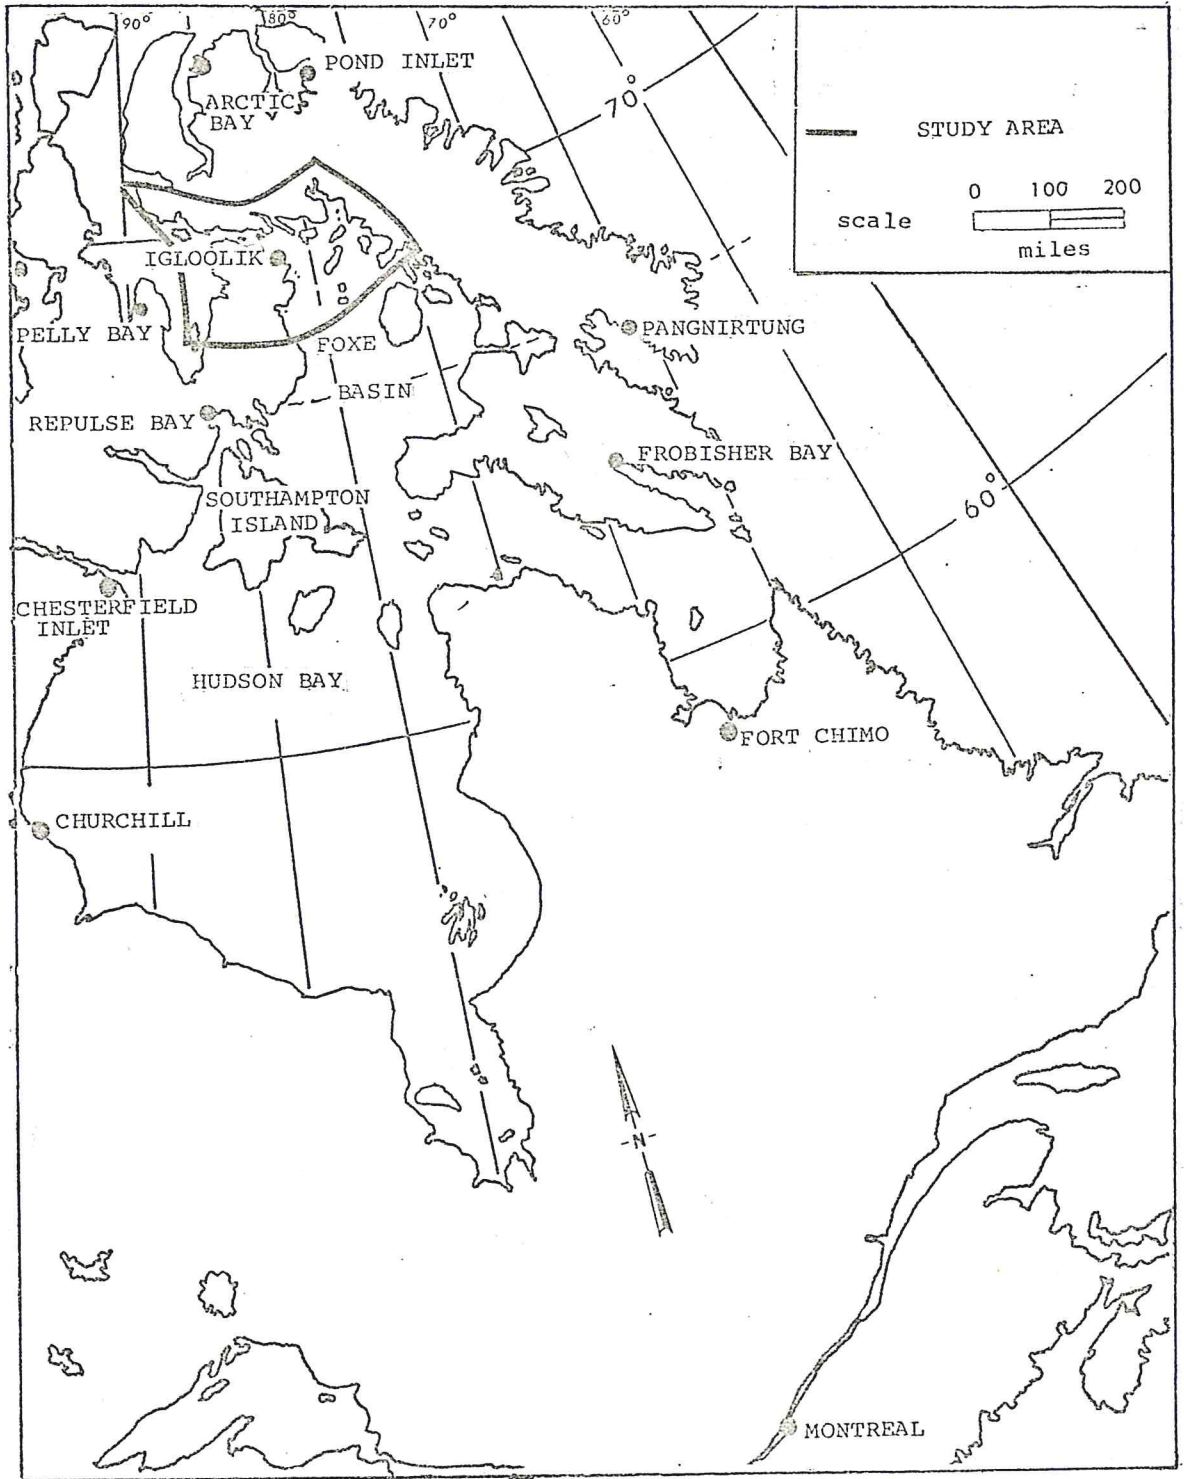 90°
80°
70°
60°
POND INLET
ARCTIC
BAY
70°
STUDY AREA
0 100 200
scale
miles
IGLOOLIK
PELLY BAY
PANGNIRTUNG
FOXE
BASIN
REPULSE BAY
FROBISHER BAY
SOUTHAMPTON
ISLAND
60°
CHESTERFIELD
INLET
HUDSON BAY
FORT CHIMO
CHURCHILL
N
MONTREAL